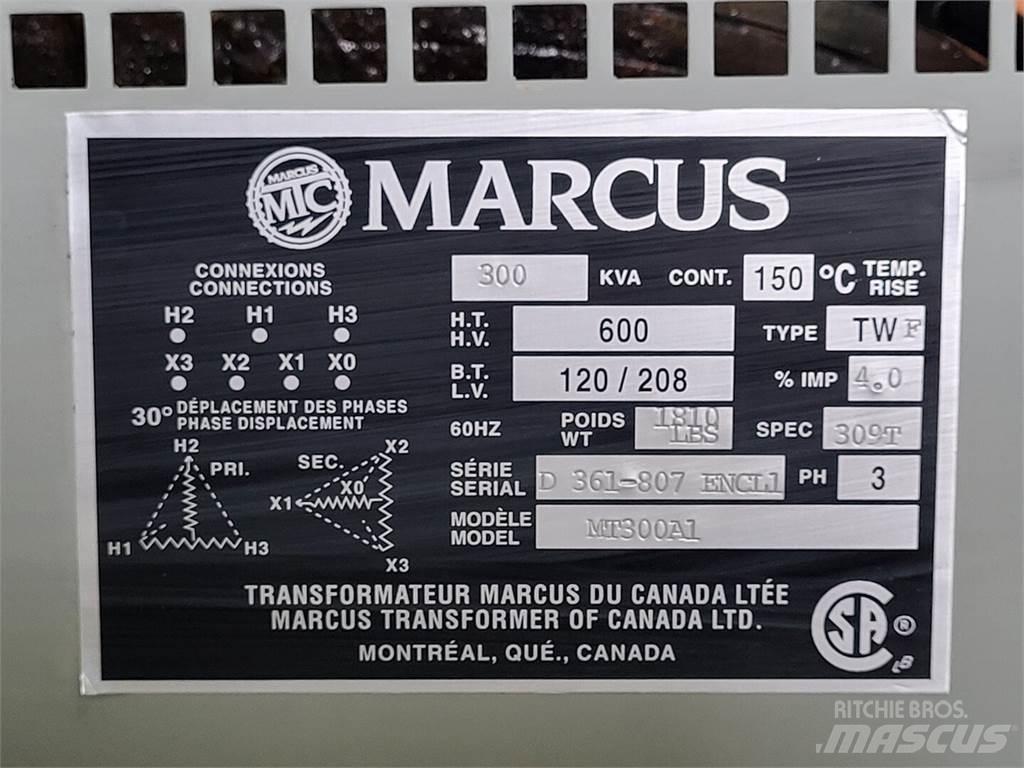 MARCUS MTC MARCUS
CONNEXIONS
CONNECTIONS
H2 H1 H3
X3 X2 X1 X0
30° DÉPLACEMENT DES PHASES
PHASE DISPLACEMENT
H2 PRI. H1 H3
SEC. X2 X0 X1 X3
300 KVA CONT. 150 °C TEMP. RISE
H.T. H.V. 600 TYPE TW F
B.T. L.V. 120 / 208 % IMP 4.0
60HZ POIDS WT 1810 LBS SPEC 309T
SÉRIE SERIAL D 361-807 ENCL1 PH 3
MODÈLE MODEL MT300A1
TRANSFORMATEUR MARCUS DU CANADA LTÉE
MARCUS TRANSFORMER OF CANADA LTD.
MONTRÉAL, QUÉ., CANADA
CSA ® LB
RITCHIE BROS.
MASCUS